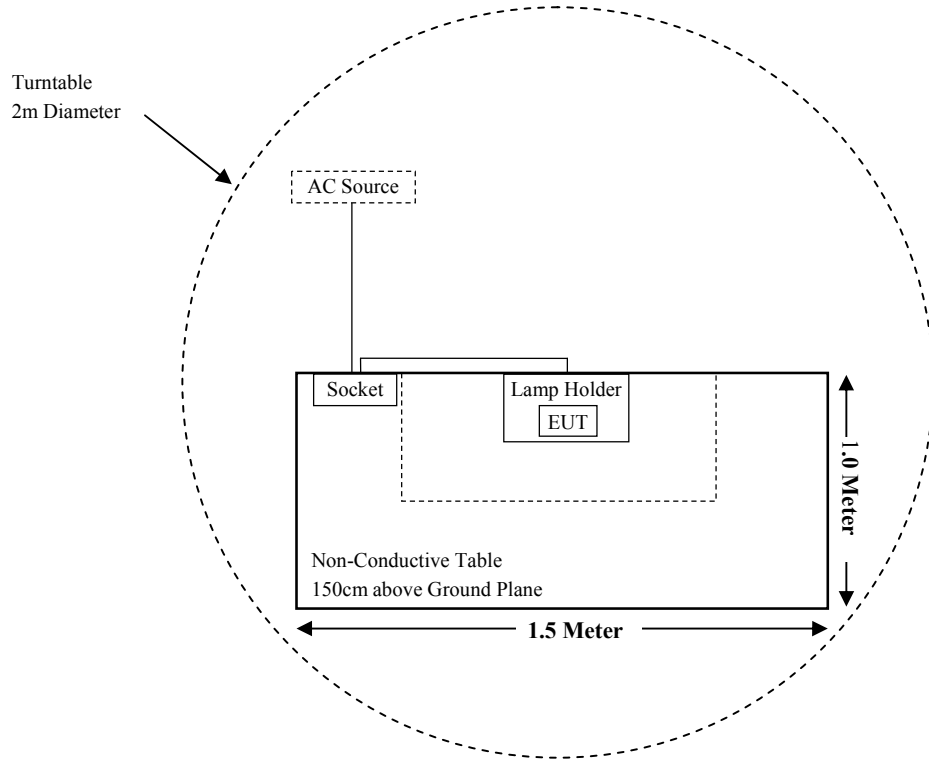 Turntable
2m Diameter
AC Source
Socket
Lamp Holder
EUT
1.0 Meter
Non-Conductive Table
150cm above Ground Plane
1.5 Meter